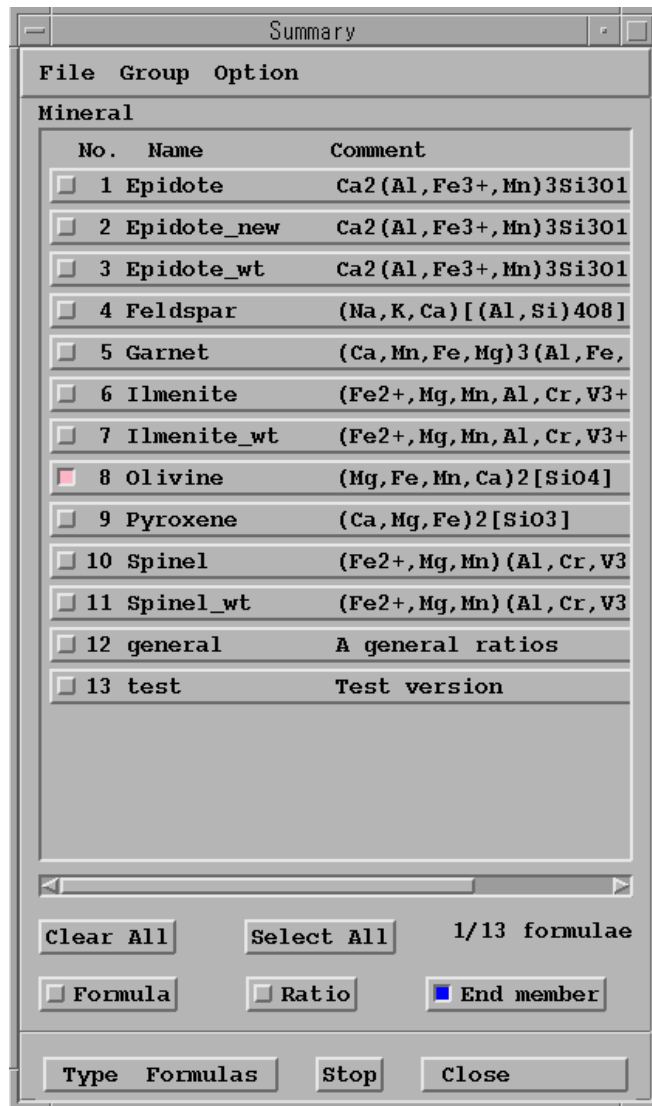 Summary
File Group Option
Mineral
No. Name Comment
1 Epidote Ca2(Al,Fe3+,Mn)3Si3O1
2 Epidote_new Ca2(Al,Fe3+,Mn)3Si3O1
3 Epidote_wt Ca2(Al,Fe3+,Mn)3Si3O1
4 Feldspar (Na,K,Ca)[(Al,Si)4O8]
5 Garnet (Ca,Mn,Fe,Mg)3(Al,Fe,
6 Ilmenite (Fe2+,Mg,Mn,Al,Cr,V3+
7 Ilmenite_wt (Fe2+,Mg,Mn,Al,Cr,V3+
8 Olivine (Mg,Fe,Mn,Ca)2[SiO4]
9 Pyroxene (Ca,Mg,Fe)2[SiO3]
10 Spinel (Fe2+,Mg,Mn)(Al,Cr,V3
11 Spinel_wt (Fe2+,Mg,Mn)(Al,Cr,V3
12 general A general ratios
13 test Test version
Clear All Select All 1/13 formulae
Formula Ratio End member
Type Formulas Stop Close